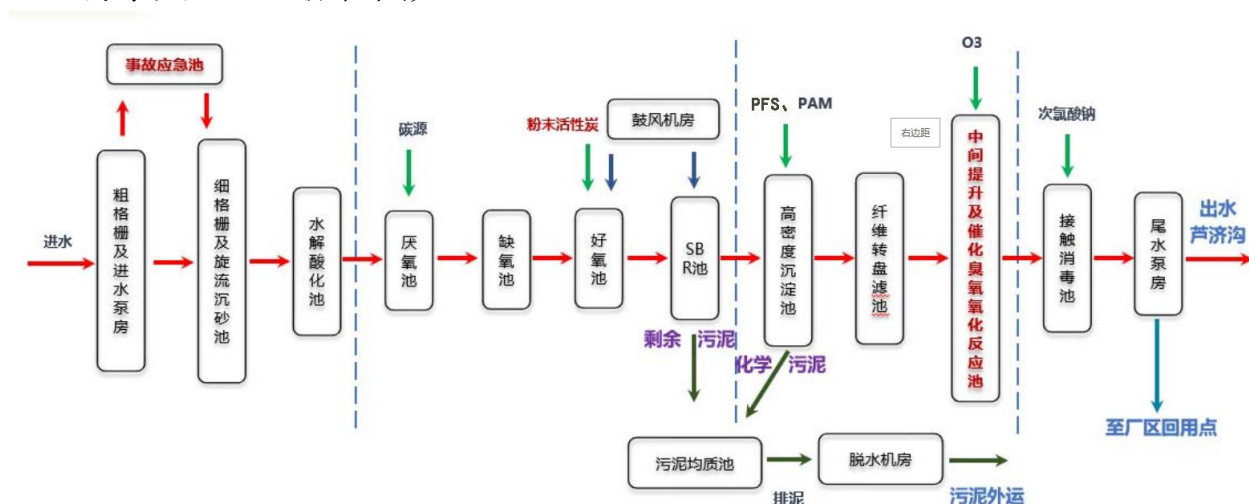 事故应急池
O3
碳源
粉末活性炭
鼓风机房
PFS、PAM
右边距
次氯酸钠
进水
粗格栅及进水泵房
细格栅及旋流沉砂池
水解酸化池
厌氧池
缺氧池
好氧池
SB
R池
高密度沉淀池
纤维转盘滤池
中间提升及催化臭氧氧化反应池
接触消毒池
尾水泵房
出水
芦济沟
剩余 污泥
化学 污泥
至厂区回用点
污泥均质池
脱水机房
排泥
污泥外运